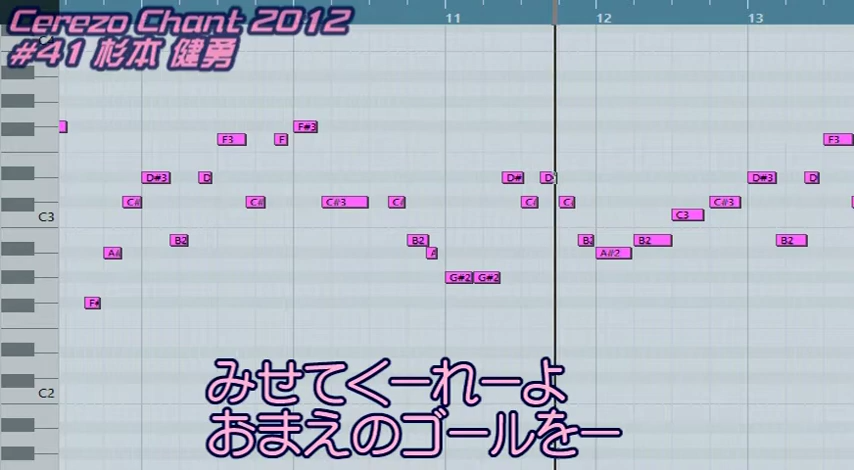 Cerezo Chant 2012
#41 杉本 健勇
11 12 13
F#3
F3 F F3
D#3 D D# D D#3 D
C# C# C#3 C# C# C# C#3
C3 C3
B2 B2 B2 B2 B2
A# A A#2
G#2 G#2
F#
C2
みせてくーれーよ
おまえのゴールをー